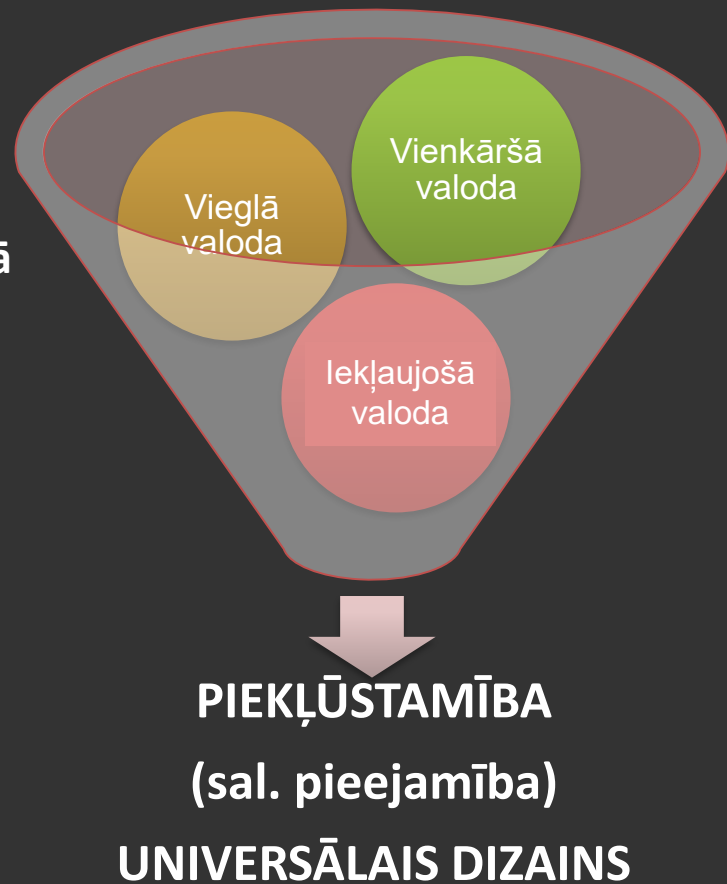 Vienkāršā
valoda
Vieglā
valoda
ā
Iekļaujošā
valoda
PIEKĻŪSTAMĪBA
(sal. pieejamība)
UNIVERSĀLAIS DIZAINS